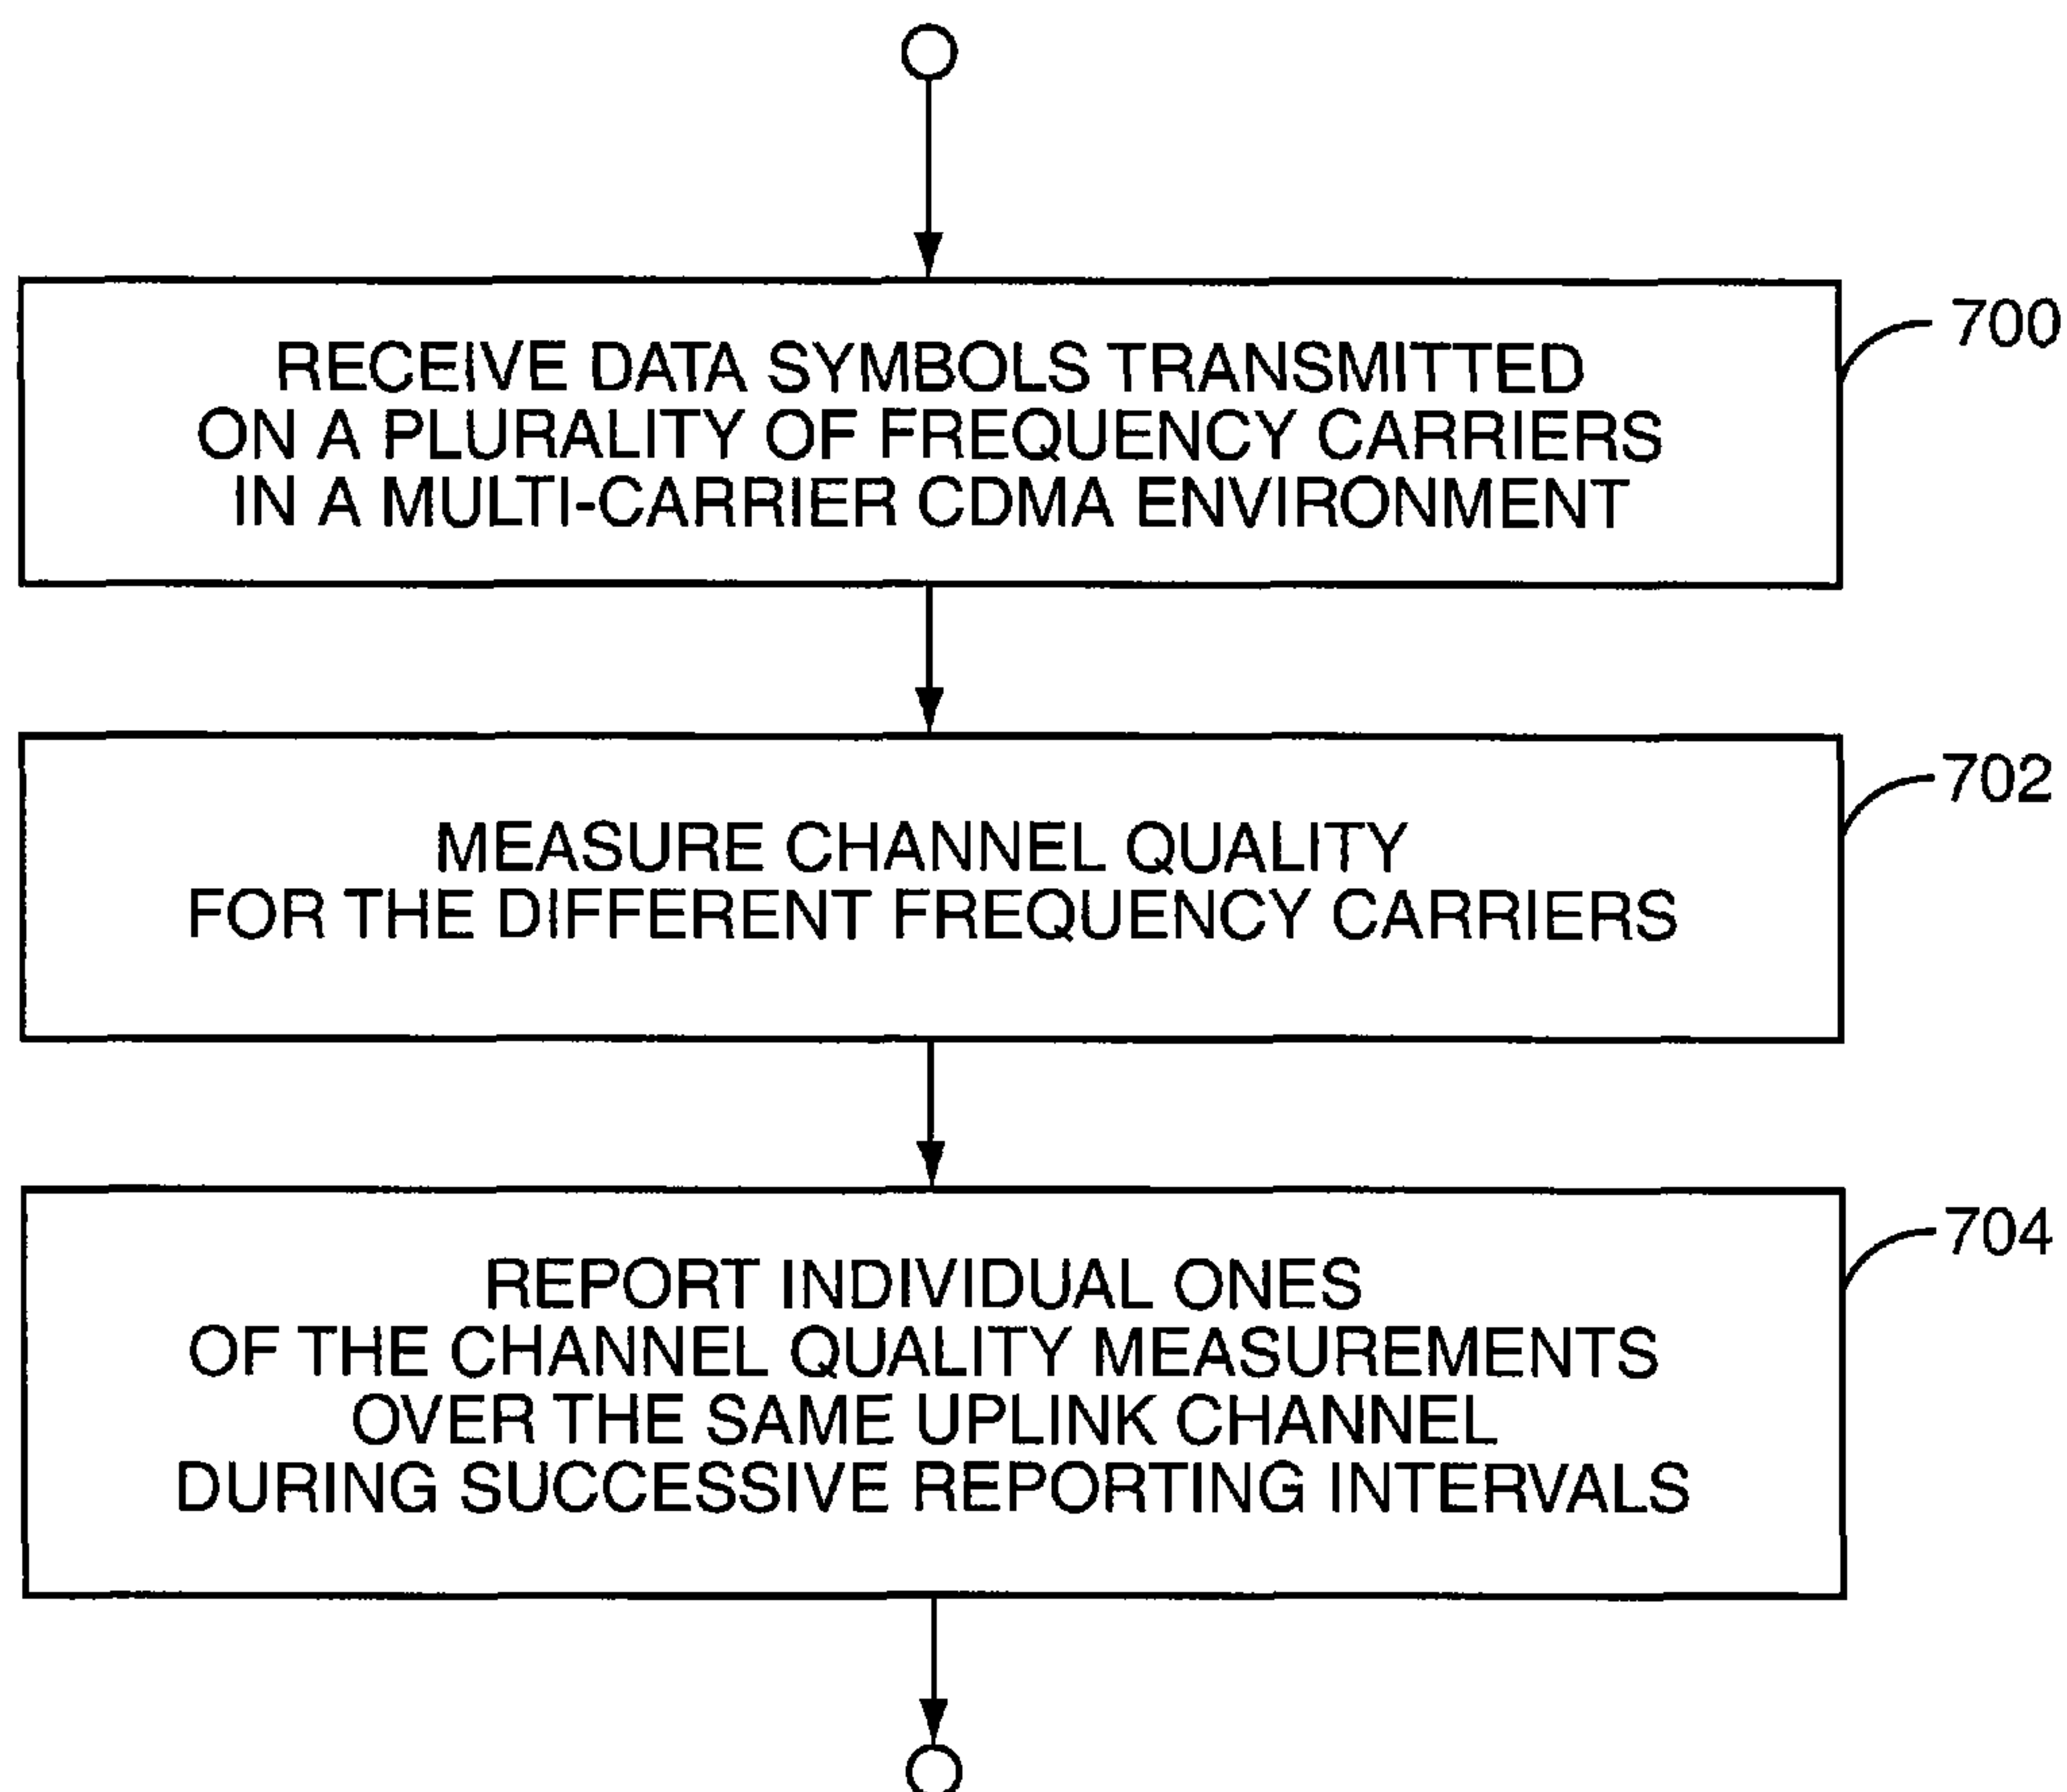 RECEIVE DATA SYMBOLS TRANSMITTED
ON A PLURALITY OF FREQUENCY CARRIERS
IN A MULTI-CARRIER CDMA ENVIRONMENT
700
MEASURE CHANNEL QUALITY
FOR THE DIFFERENT FREQUENCY CARRIERS
702
REPORT INDIVIDUAL ONES
OF THE CHANNEL QUALITY MEASUREMENTS
OVER THE SAME UPLINK CHANNEL
DURING SUCCESSIVE REPORTING INTERVALS
704